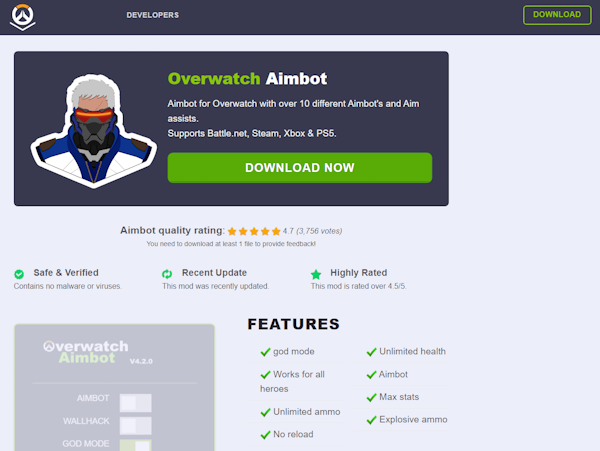 DEVELOPERS
DOWNLOAD
Overwatch Aimbot
Aimbot for Overwatch with over 10 different Aimbot's and Aim
assists.
Supports Battle.net, Steam, Xbox & PS5.
DOWNLOAD NOW
Aimbot quality rating: 4.7 (3,756 votes)
You need to download at least 1 file to provide feedback!
Safe & Verified
Contains no malware or viruses.
Recent Update
This mod was recently updated.
Highly Rated
This mod is rated over 4.5/5.
Overwatch
Aimbot V4.2.0
AIMBOT
WALLHACK
GOD MODE
FEATURES
god mode
Works for all
heroes
Unlimited ammo
No reload
Unlimited health
Aimbot
Max stats
Explosive ammo